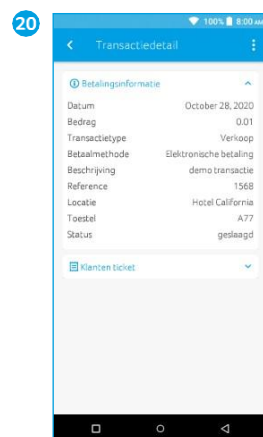 20
100% 8:00 AM
Transactiedetail
Betalingsinformatie
Datum October 28, 2020
Bedrag 0.01
Transactietype Verkoop
Betaalmethode Elektronische betaling
Beschrijving demo transactie
Reference 1568
Locatie Hotel California
Toestel A77
Status geslaagd
Klanten ticket